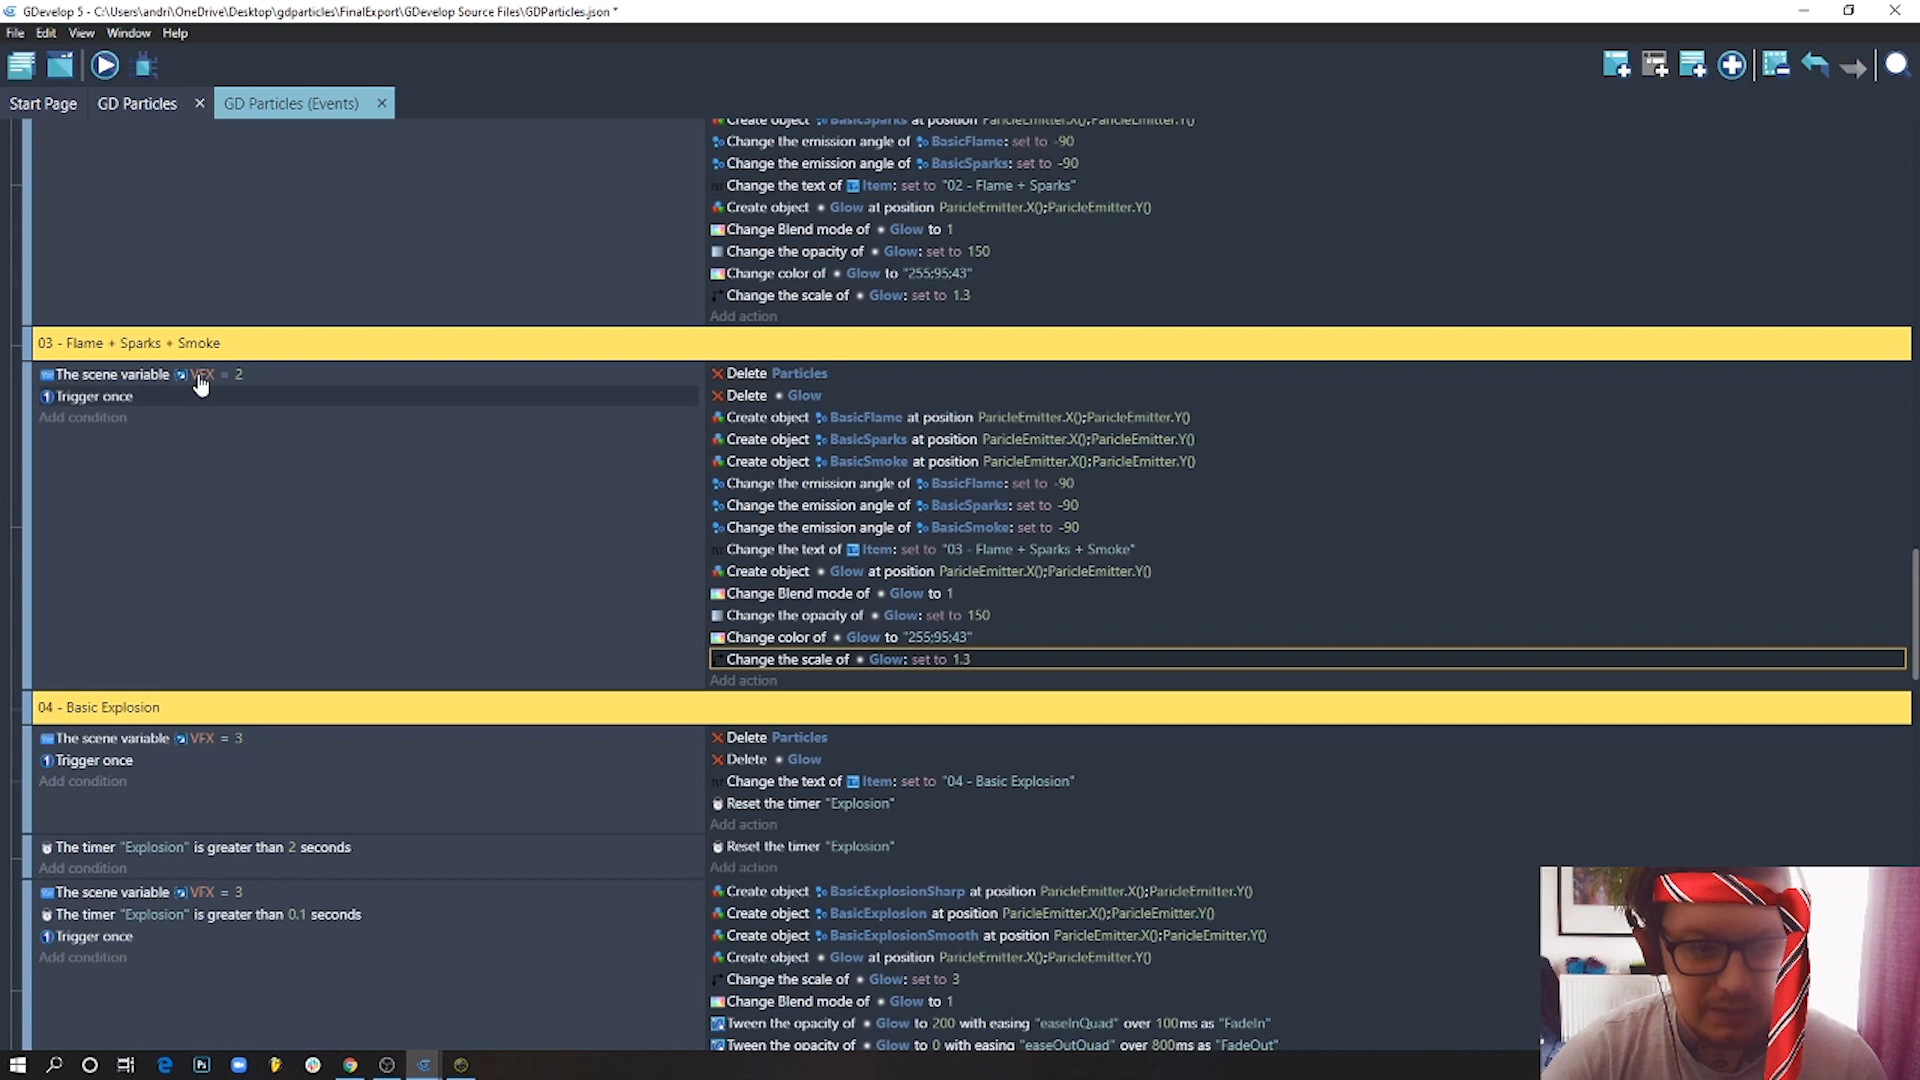 GDevelop 5 - C:\Users\andri\OneDrive\Desktop\gdparticles\FinalExport\GDevelop Source Files\GDParticles.json *
File Edit View Window Help
Start Page GD Particles × GD Particles (Events) ×
Create object BasicSparks at position ParicleEmitter.X();ParicleEmitter.Y()
Change the emission angle of BasicFlame: set to -90
Change the emission angle of BasicSparks: set to -90
Change the text of Item: set to "02 - Flame + Sparks"
Create object Glow at position ParicleEmitter.X();ParicleEmitter.Y()
Change Blend mode of Glow to 1
Change the opacity of Glow: set to 150
Change color of Glow to "255;95;43"
Change the scale of Glow: set to 1.3
Add action
03 - Flame + Sparks + Smoke
The scene variable VFX = 2
Trigger once
Add condition
Delete Particles
Delete Glow
Create object BasicFlame at position ParicleEmitter.X();ParicleEmitter.Y()
Create object BasicSparks at position ParicleEmitter.X();ParicleEmitter.Y()
Create object BasicSmoke at position ParicleEmitter.X();ParicleEmitter.Y()
Change the emission angle of BasicFlame: set to -90
Change the emission angle of BasicSparks: set to -90
Change the emission angle of BasicSmoke: set to -90
Change the text of Item: set to "03 - Flame + Sparks + Smoke"
Create object Glow at position ParicleEmitter.X();ParicleEmitter.Y()
Change Blend mode of Glow to 1
Change the opacity of Glow: set to 150
Change color of Glow to "255;95;43"
Change the scale of Glow: set to 1.3
Add action
04 - Basic Explosion
The scene variable VFX = 3
Trigger once
Add condition
Delete Particles
Delete Glow
Change the text of Item: set to "04 - Basic Explosion"
Reset the timer "Explosion"
Add action
The timer "Explosion" is greater than 2 seconds
Add condition
Reset the timer "Explosion"
Add action
The scene variable VFX = 3
The timer "Explosion" is greater than 0.1 seconds
Trigger once
Add condition
Create object BasicExplosionSharp at position ParicleEmitter.X();ParicleEmitter.Y()
Create object BasicExplosion at position ParicleEmitter.X();ParicleEmitter.Y()
Create object BasicExplosionSmooth at position ParicleEmitter.X();ParicleEmitter.Y()
Create object Glow at position ParicleEmitter.X();ParicleEmitter.Y()
Change the scale of Glow: set to 3
Change Blend mode of Glow to 1
Tween the opacity of Glow to 200 with easing "easeInQuad" over 100ms as "FadeIn"
Tween the opacity of Glow to 0 with easing "easeOutQuad" over 800ms as "FadeOut"